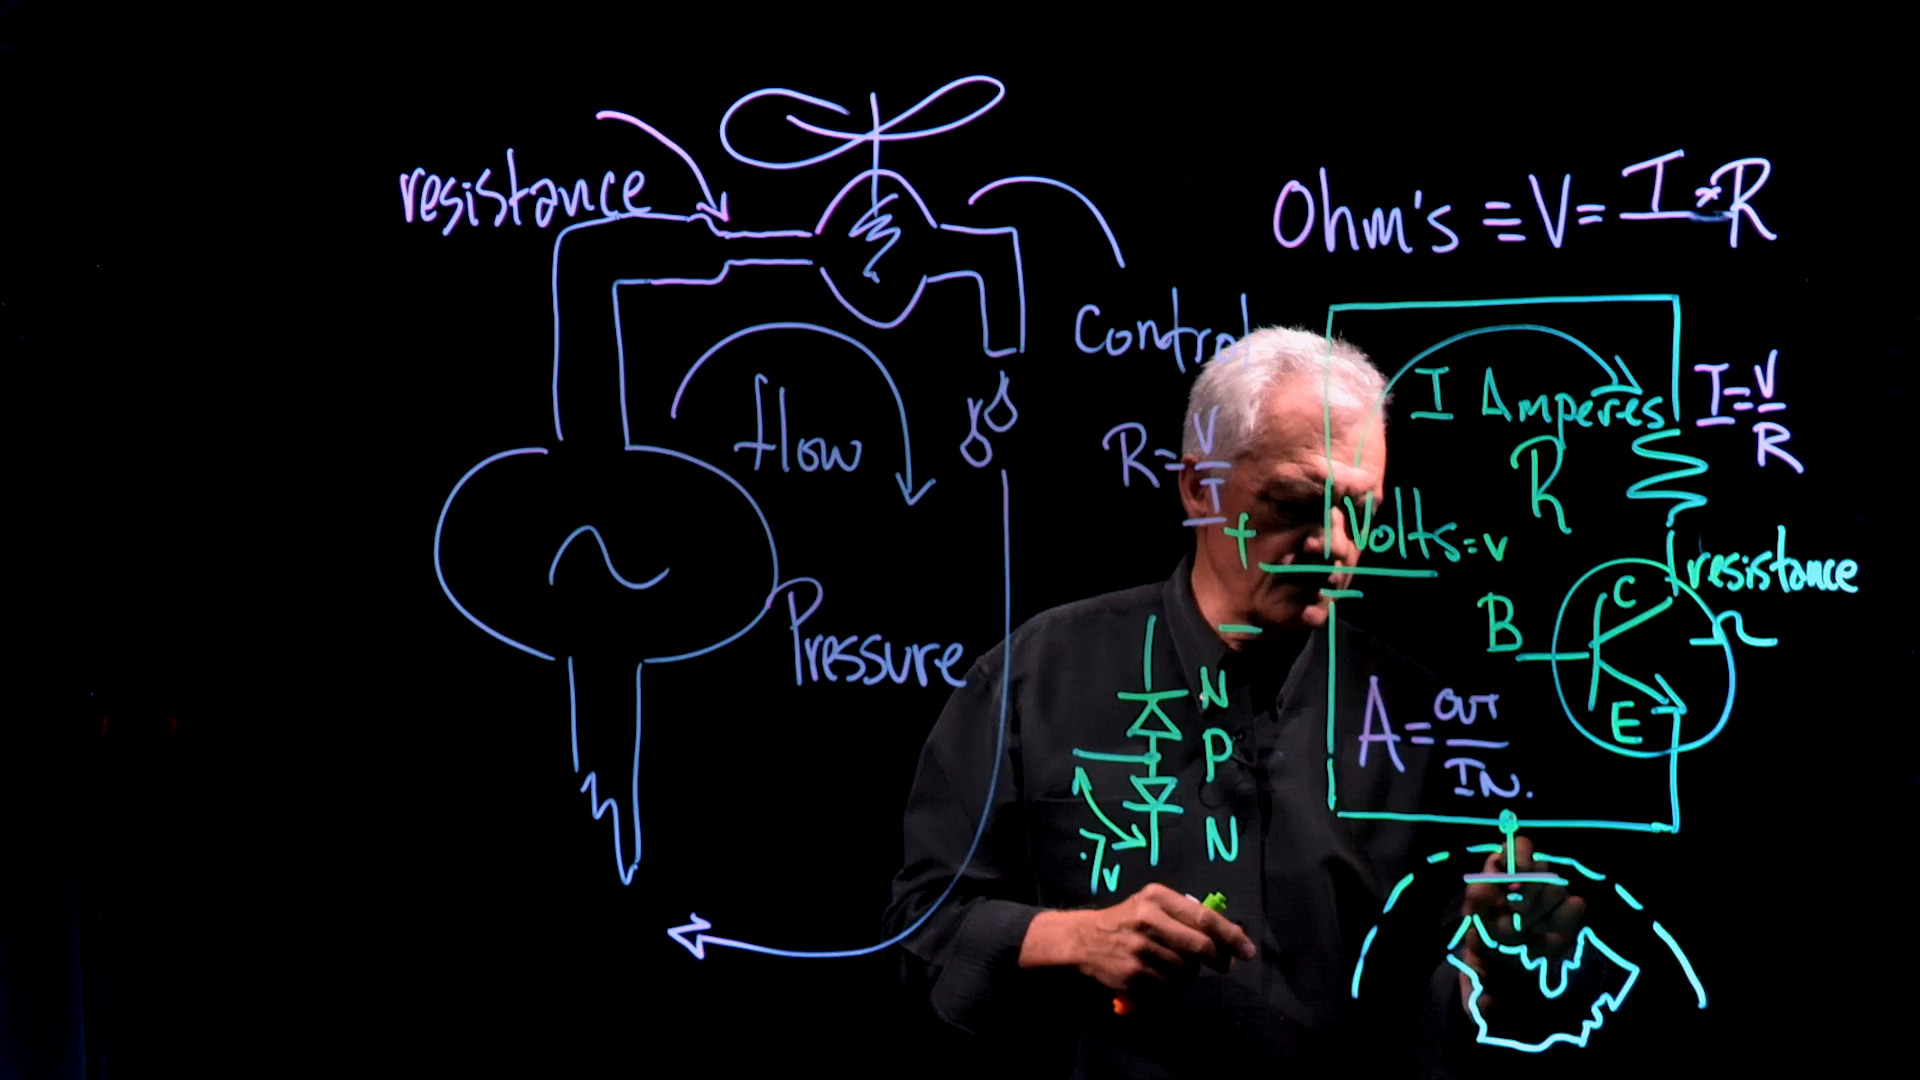 resistance
Ohm's ≡ V = I * R
Control
I Amperes
I = V
R
flow
R = V
I
R
+
Volts = v
resistance
Ω
C
B
-
Pressure
N
E
A = OUT
IN.
P
N
.7v